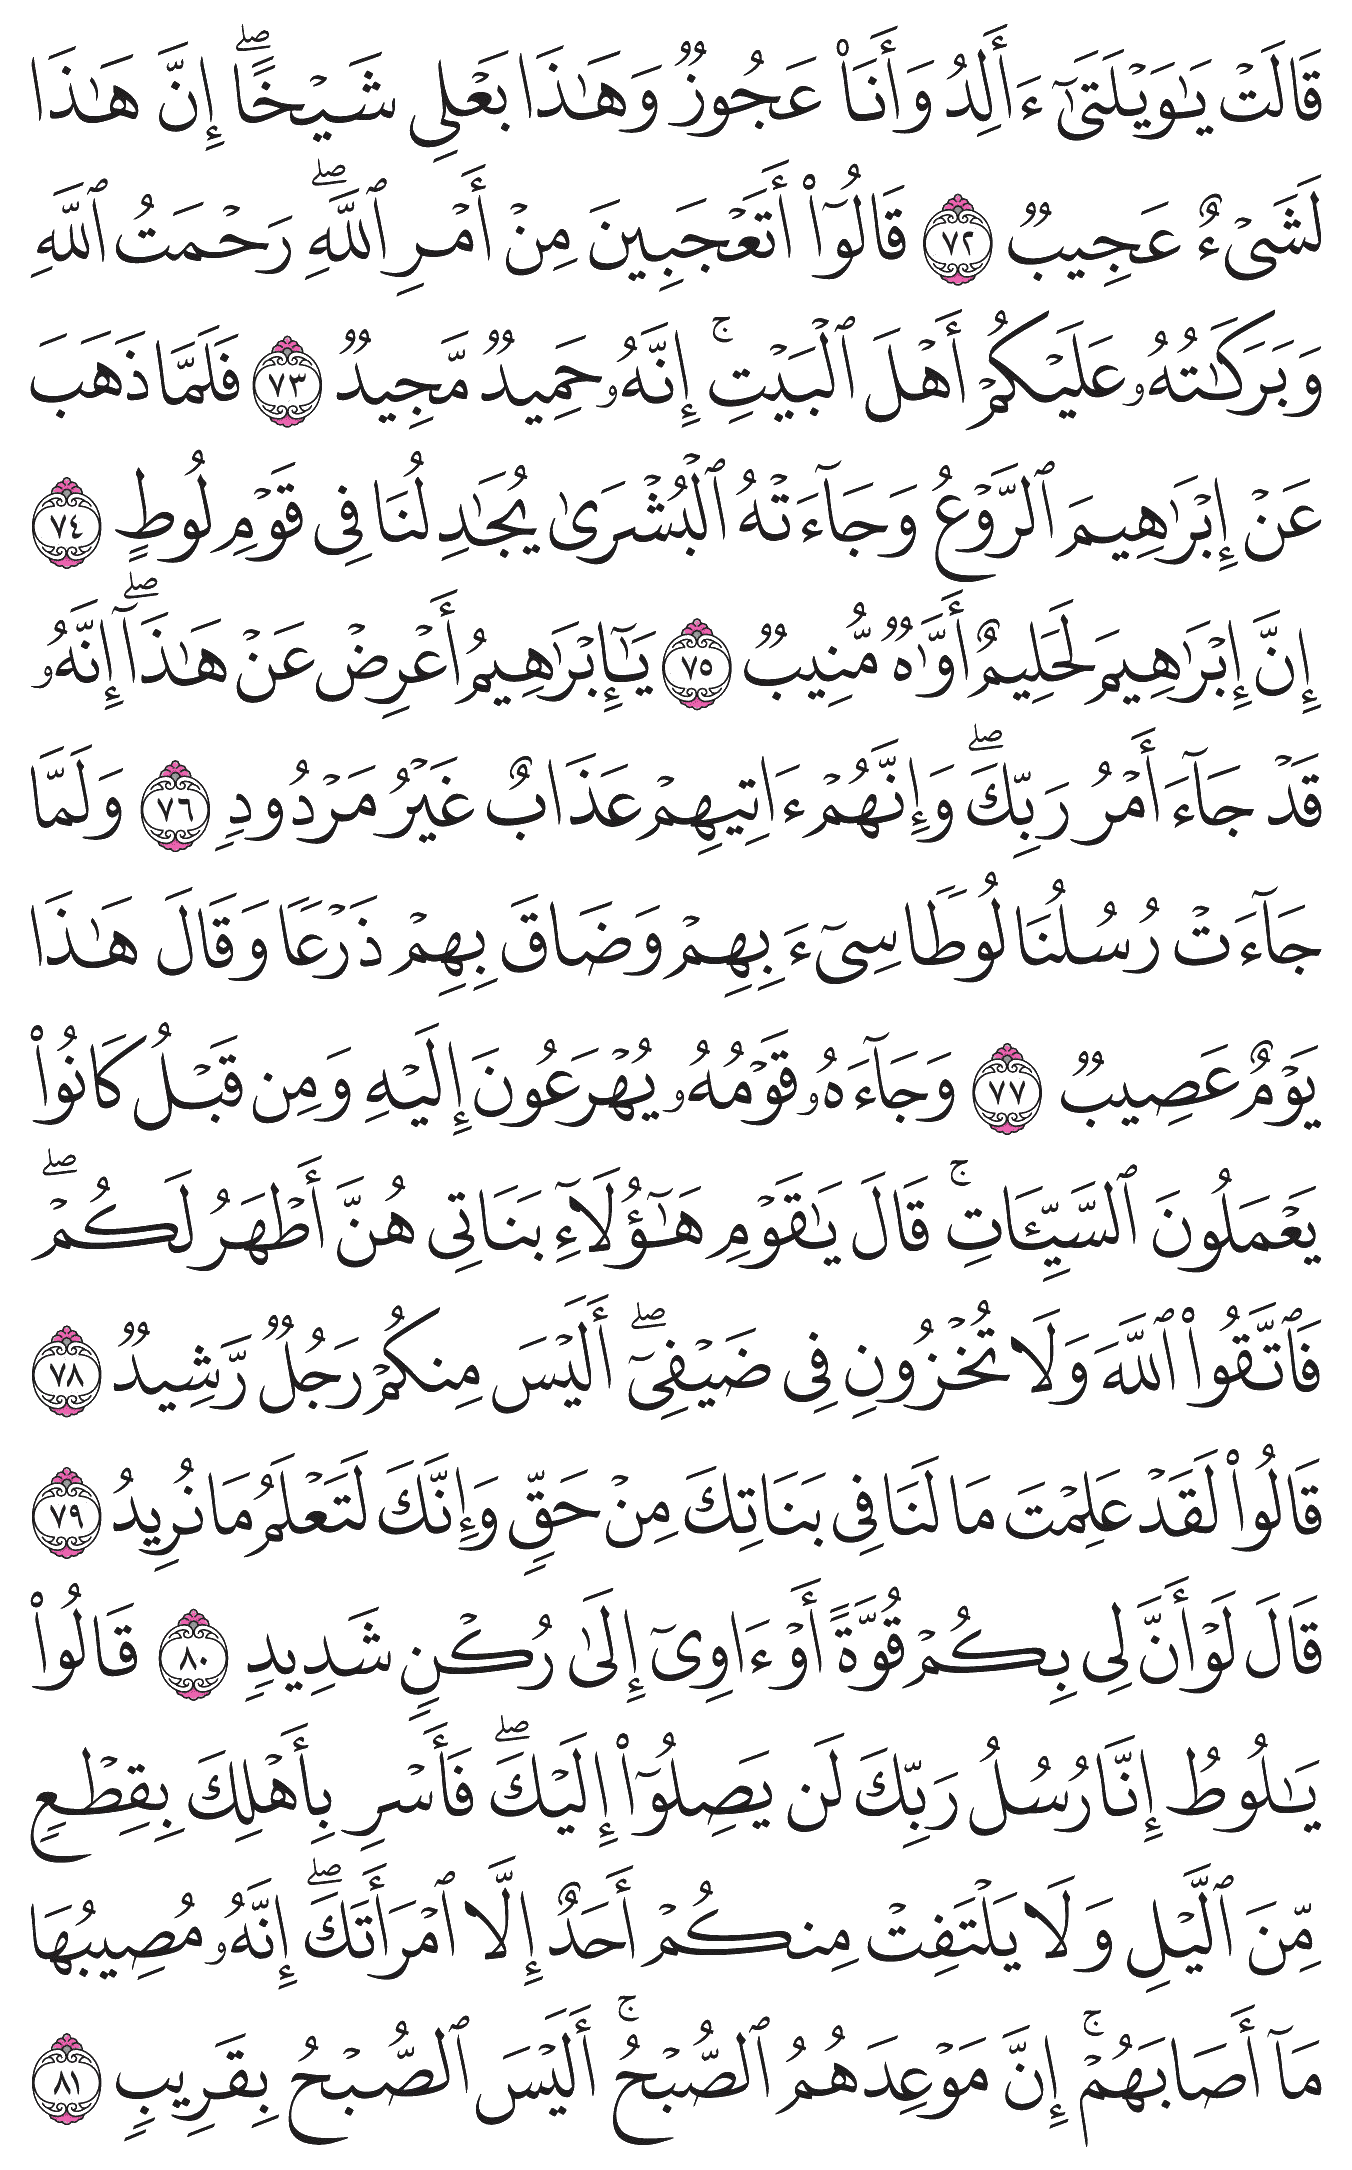 قَالَتۡ يَٰوَيۡلَتَىٰٓ ءَأَلِدُ وَأَنَا۠ عَجُوزٞ وَهَٰذَا بَعۡلِي شَيۡخًاۖ إِنَّ هَٰذَا
لَشَيۡءٌ عَجِيبٞ ٧٢ قَالُوٓاْ أَتَعۡجَبِينَ مِنۡ أَمۡرِ ٱللَّهِۖ رَحۡمَتُ ٱللَّهِ
وَبَرَكَٰتُهُۥ عَلَيۡكُمۡ أَهۡلَ ٱلۡبَيۡتِۚ إِنَّهُۥ حَمِيدٞ مَّجِيدٞ ٧٣ فَلَمَّا ذَهَبَ
عَنۡ إِبۡرَٰهِيمَ ٱلرَّوۡعُ وَجَآءَتۡهُ ٱلۡبُشۡرَىٰ يُجَٰدِلُنَا فِي قَوۡمِ لُوطٍ ٧٤
إِنَّ إِبۡرَٰهِيمَ لَحَلِيمٌ أَوَّٰهٞ مُّنِيبٞ ٧٥ يَٰٓإِبۡرَٰهِيمُ أَعۡرِضۡ عَنۡ هَٰذَآۖ إِنَّهُۥ
قَدۡ جَآءَ أَمۡرُ رَبِّكَۖ وَإِنَّهُمۡ ءَاتِيهِمۡ عَذَابٌ غَيۡرُ مَرۡدُودٖ ٧٦ وَلَمَّا
جَآءَتۡ رُسُلُنَا لُوطٗا سِيٓءَ بِهِمۡ وَضَاقَ بِهِمۡ ذَرۡعٗا وَقَالَ هَٰذَا
يَوۡمٌ عَصِيبٞ ٧٧ وَجَآءَهُۥ قَوۡمُهُۥ يُهۡرَعُونَ إِلَيۡهِ وَمِن قَبۡلُ كَانُواْ
يَعۡمَلُونَ ٱلسَّيِّـَٔاتِۚ قَالَ يَٰقَوۡمِ هَٰٓؤُلَآءِ بَنَاتِي هُنَّ أَطۡهَرُ لَكُمۡۖ
فَٱتَّقُواْ ٱللَّهَ وَلَا تُخۡزُونِ فِي ضَيۡفِيٓۖ أَلَيۡسَ مِنكُمۡ رَجُلٞ رَّشِيدٞ ٧٨
قَالُواْ لَقَدۡ عَلِمۡتَ مَا لَنَا فِي بَنَاتِكَ مِنۡ حَقّٖ وَإِنَّكَ لَتَعۡلَمُ مَا نُرِيدُ ٧٩
قَالَ لَوۡ أَنَّ لِي بِكُمۡ قُوَّةً أَوۡ ءَاوِيٓ إِلَىٰ رُكۡنٖ شَدِيدٖ ٨٠ قَالُواْ
يَٰلُوطُ إِنَّا رُسُلُ رَبِّكَ لَن يَصِلُوٓاْ إِلَيۡكَۖ فَأَسۡرِ بِأَهۡلِكَ بِقِطۡعٖ
مِّنَ ٱلَّيۡلِ وَلَا يَلۡتَفِتۡ مِنكُمۡ أَحَدٌ إِلَّا ٱمۡرَأَتَكَۖ إِنَّهُۥ مُصِيبُهَا
مَآ أَصَابَهُمۡۚ إِنَّ مَوۡعِدَهُمُ ٱلصُّبۡحُۚ أَلَيۡسَ ٱلصُّبۡحُ بِقَرِيبٖ ٨١